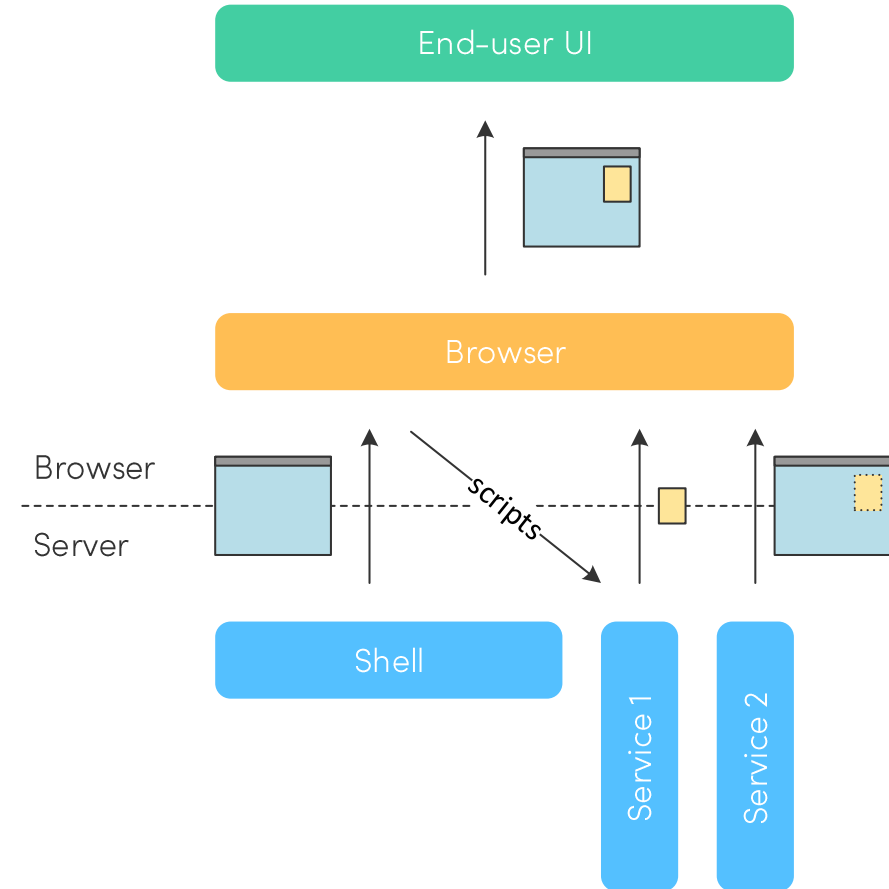 End-user UI
Browser
Browser
scripts
Server
Shell
Service 1
Service 2